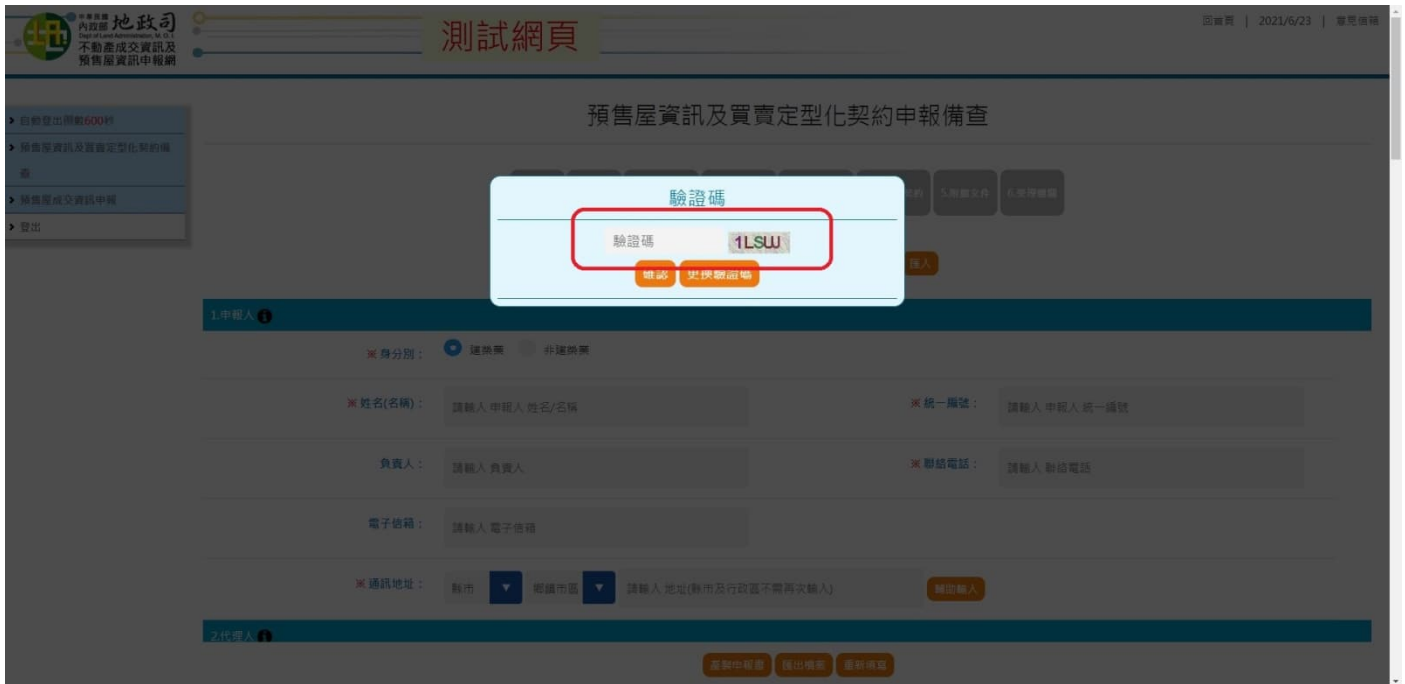 中華民國
內政部 地政司
Dept of Land Administration, M. O. I.
不動產成交資訊及
預售屋資訊申報網
測試網頁
回首頁 | 2021/6/23 | 意見信箱
自動登出倒數600秒
預售屋資訊及買賣定型化契約備
查
預售屋成交資訊申報
登出
預售屋資訊及買賣定型化契約申報備查
5.附繳文件 6.受理機關
驗證碼
驗證碼 1LSW
確認 更換驗證碼
匯入
1.申報人
※ 身分別： 建築業 非建築業
※ 姓名(名稱)： 請輸入 申報人 姓名/名稱 ※ 統一編號： 請輸入 申報人 統一編號
負責人： 請輸入 負責人 ※ 聯絡電話： 請輸入 聯絡電話
電子信箱： 請輸入 電子信箱
※ 通訊地址： 縣市 鄉鎮市區 請輸入 地址(縣市及行政區不需再次輸入) 輔助輸入
2.代理人
產製申報書 匯出檔案 重新填寫